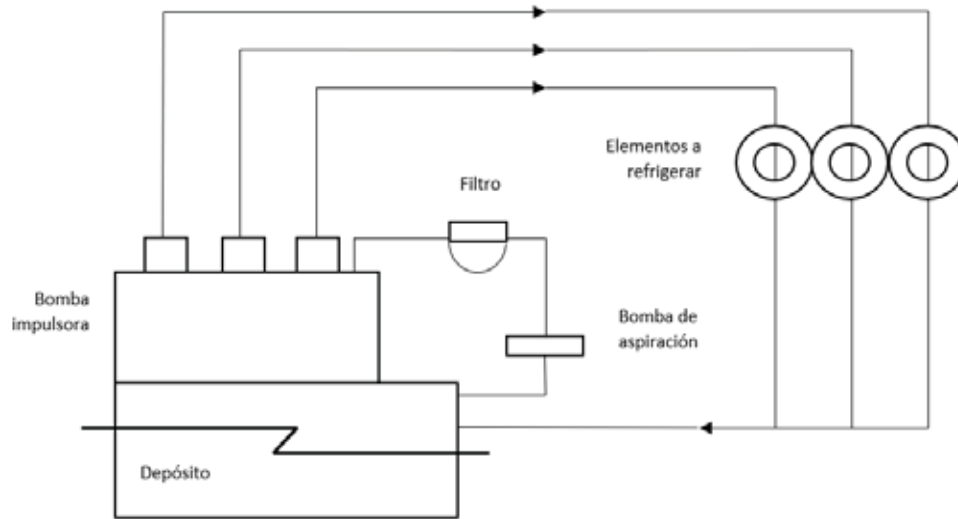 Elementos a
refrigerar
Filtro
Bomba
impulsora
Bomba de
aspiración
Depósito